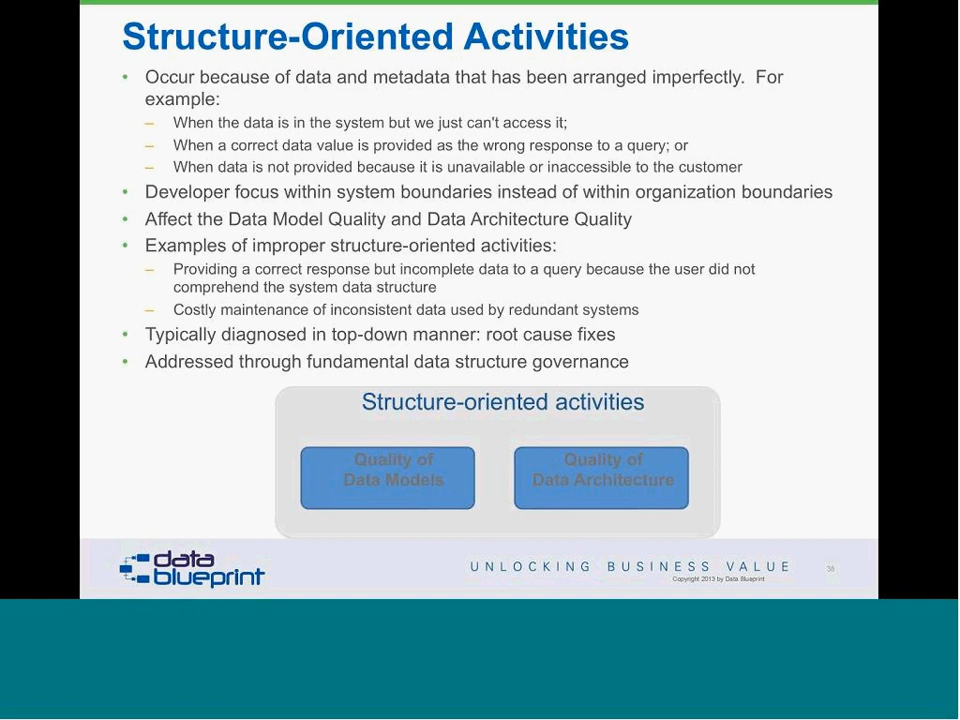 Structure-Oriented Activities
• Occur because of data and metadata that has been arranged imperfectly. For
example:
– When the data is in the system but we just can't access it;
– When a correct data value is provided as the wrong response to a query; or
– When data is not provided because it is unavailable or inaccessible to the customer
• Developer focus within system boundaries instead of within organization boundaries
• Affect the Data Model Quality and Data Architecture Quality
• Examples of improper structure-oriented activities:
– Providing a correct response but incomplete data to a query because the user did not
comprehend the system data structure
– Costly maintenance of inconsistent data used by redundant systems
• Typically diagnosed in top-down manner: root cause fixes
• Addressed through fundamental data structure governance
Structure-oriented activities
Quality of
Data Models
Quality of
Data Architecture
data
blueprint
UNLOCKING BUSINESS VALUE
Copyright 2013 by Data Blueprint